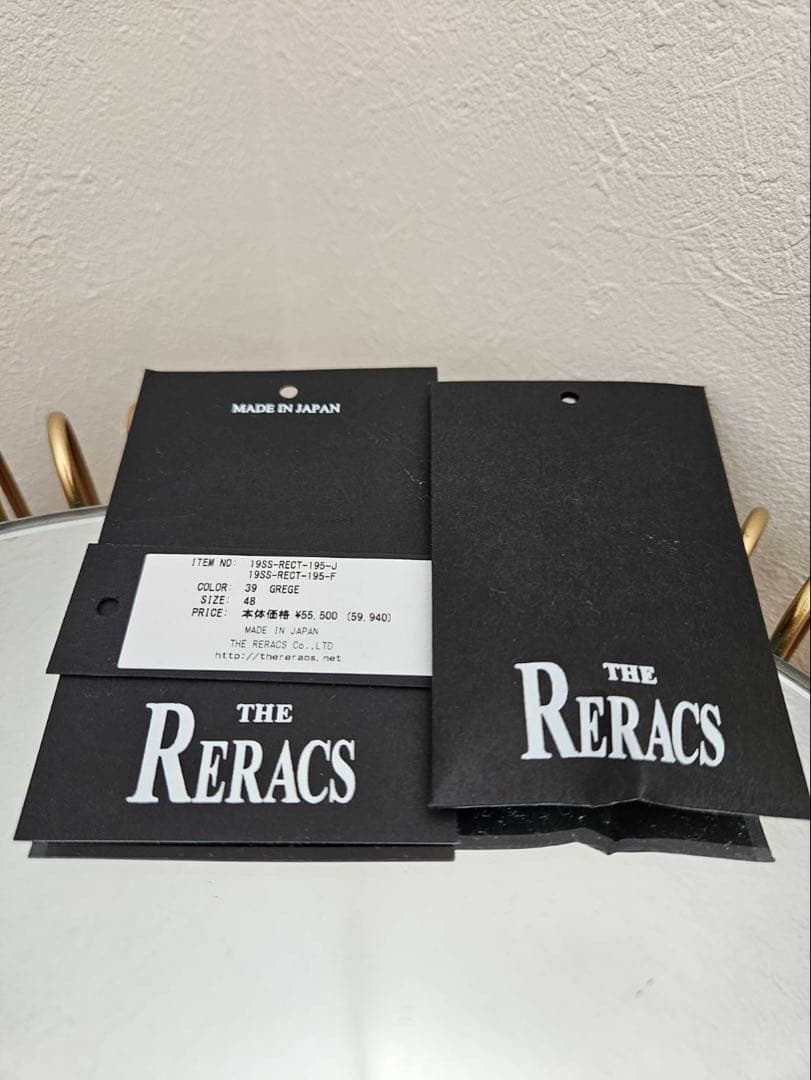 MADE IN JAPAN
ITEM NO: 19SS-RECT-195-J
19SS-RECT-195-F
COLOR: 39 GREGE
SIZE: 48
PRICE: 本体価格 ¥55,500 (59,940)
MADE IN JAPAN
THE RERACS Co.,LTD
http://thereracs.net
THE
RERACS
THE
RERACS